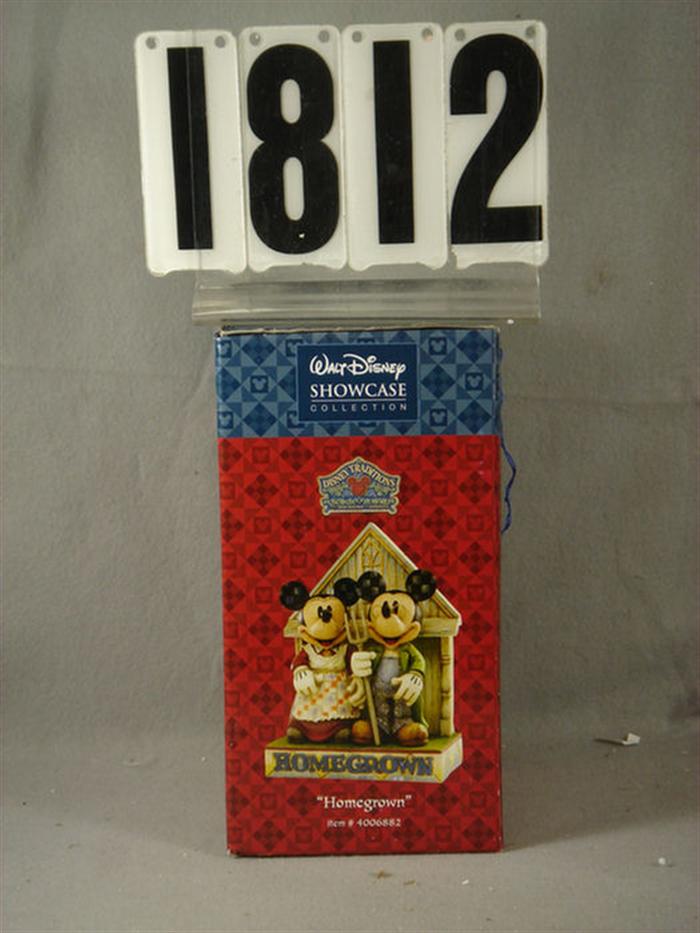 1812
WALT DISNEY
SHOWCASE
COLLECTION
DISNEY TRADITIONS
HOMEGROWN
"Homegrown"
Item # 4006882